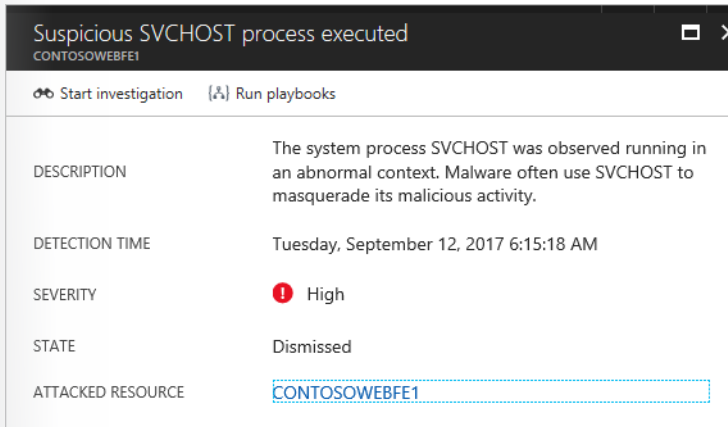 Suspicious SVCHOST process executed
CONTOSOWEBFE1
Start investigation Run playbooks
DESCRIPTION
The system process SVCHOST was observed running in
an abnormal context. Malware often use SVCHOST to
masquerade its malicious activity.
DETECTION TIME Tuesday, September 12, 2017 6:15:18 AM
SEVERITY High
STATE Dismissed
ATTACKED RESOURCE CONTOSOWEBFE1